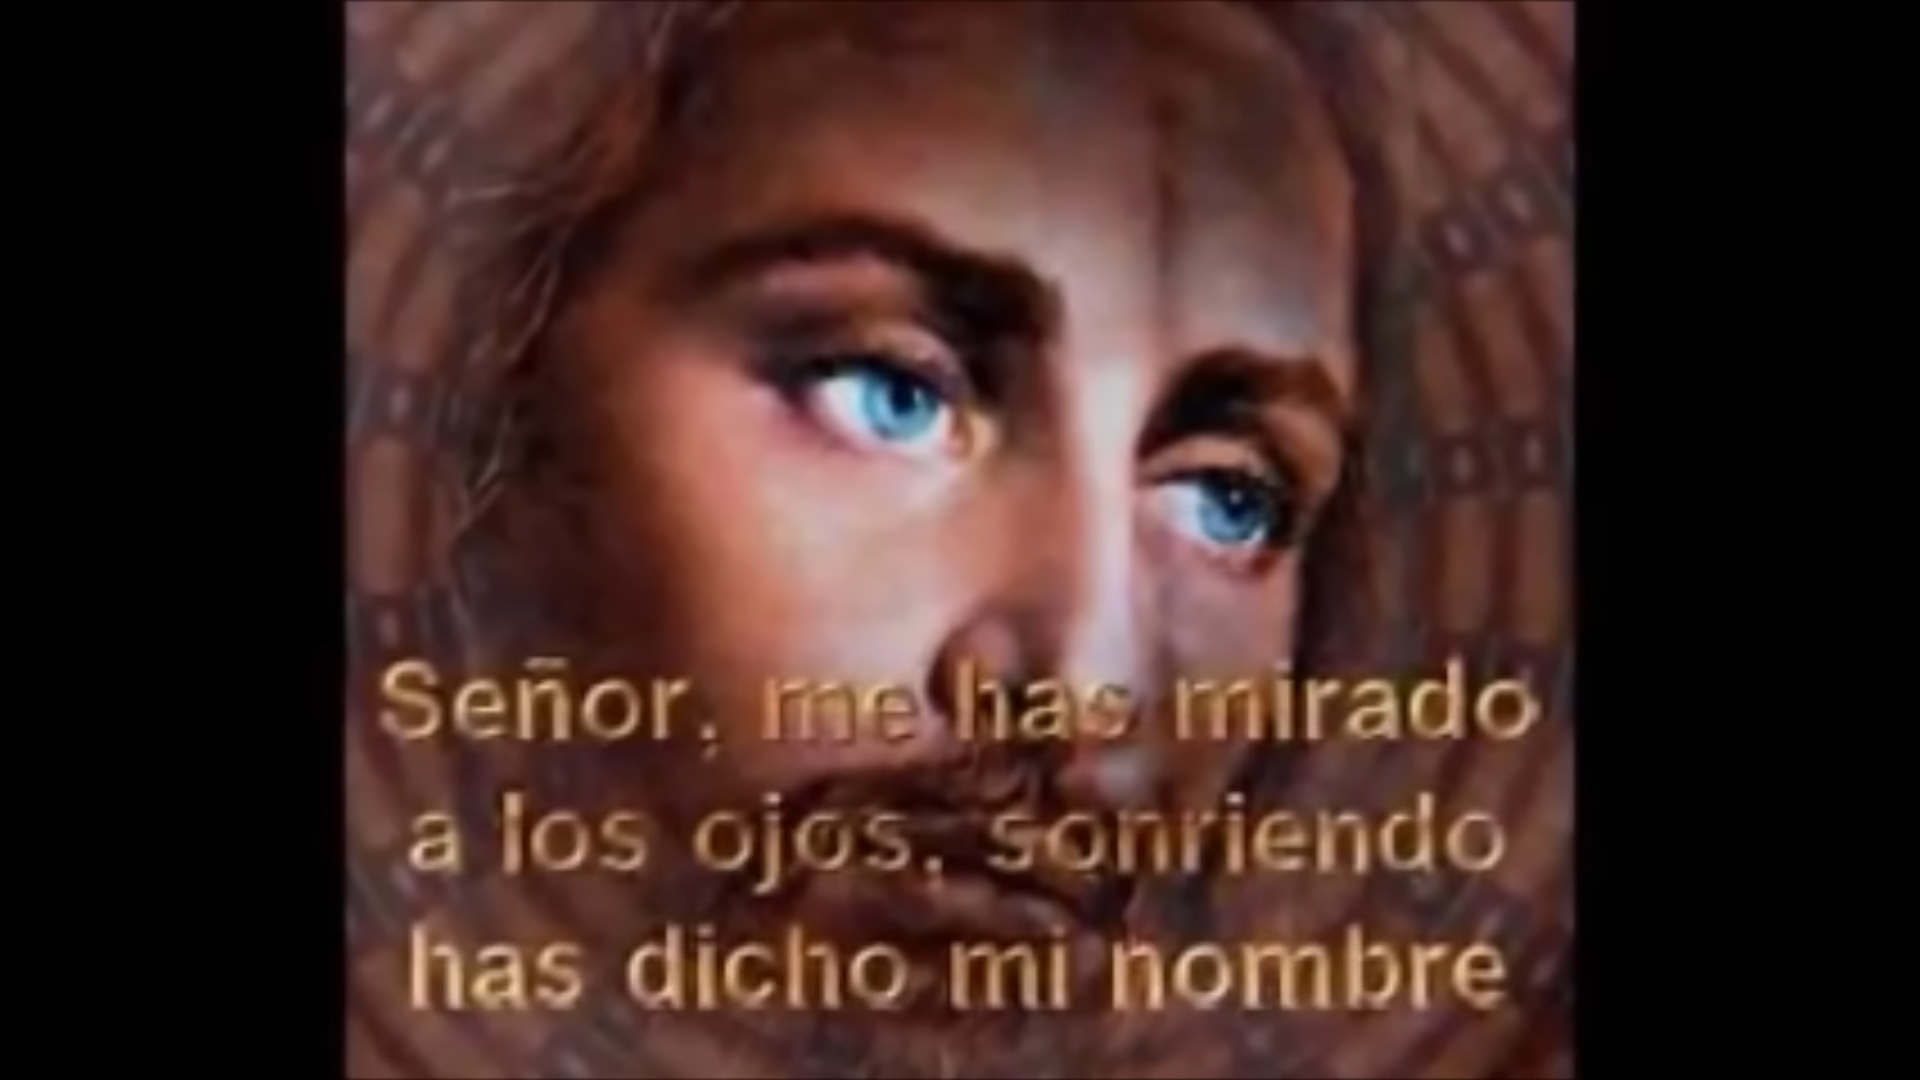 Señor, me has mirado
a los ojos, sonriendo
has dicho mi nombre